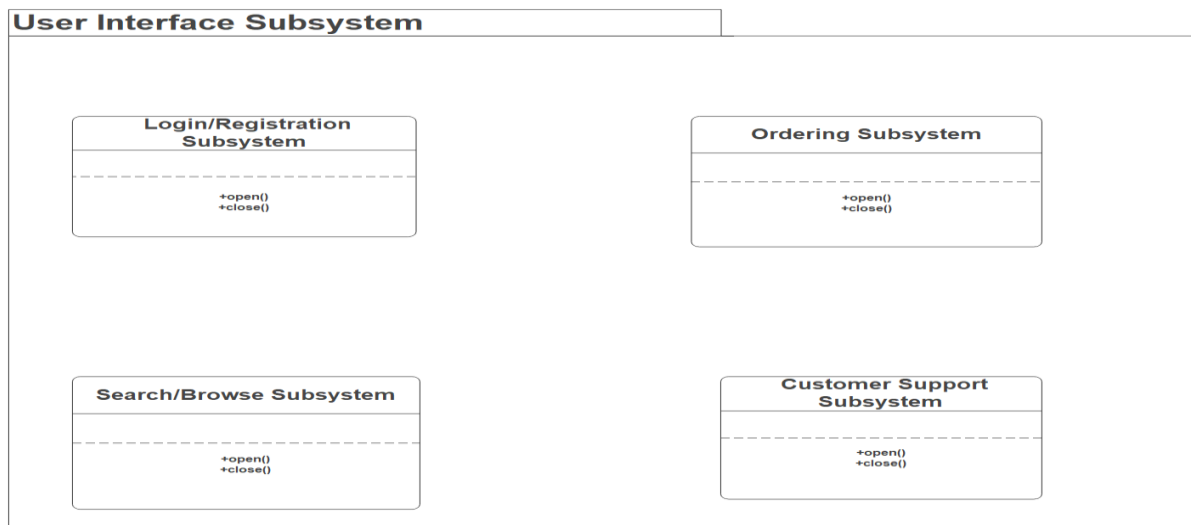 User Interface Subsystem
Login/Registration
Subsystem
+open()
+close()
Ordering Subsystem
+open()
+close()
Search/Browse Subsystem
+open()
+close()
Customer Support
Subsystem
+open()
+close()